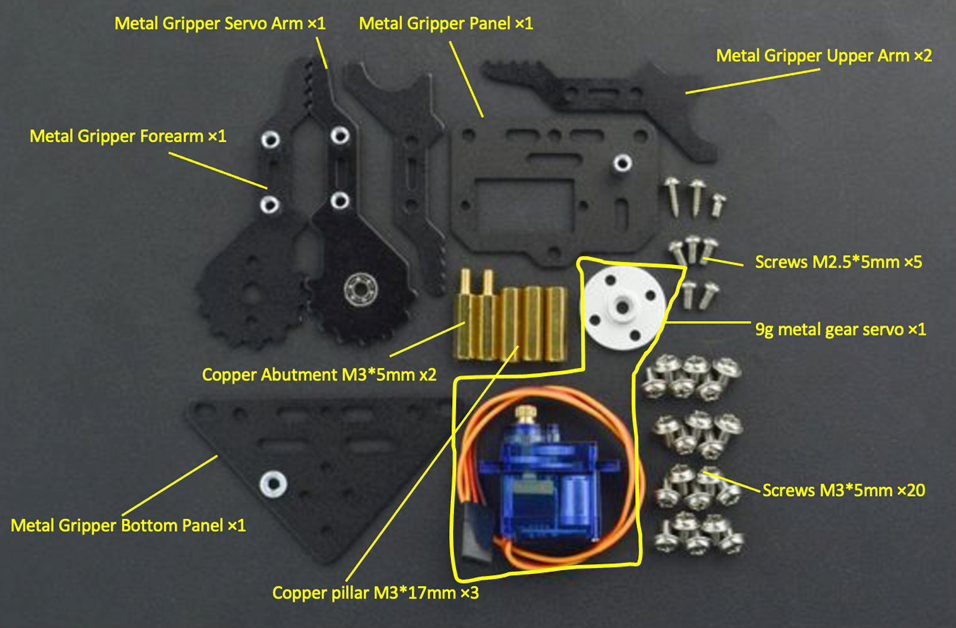 Metal Gripper Servo Arm ×1
Metal Gripper Panel ×1
Metal Gripper Upper Arm ×2
Metal Gripper Forearm ×1
Screws M2.5*5mm ×5
9g metal gear servo ×1
Copper Abutment M3*5mm x2
Screws M3*5mm ×20
Metal Gripper Bottom Panel ×1
Copper pillar M3*17mm ×3